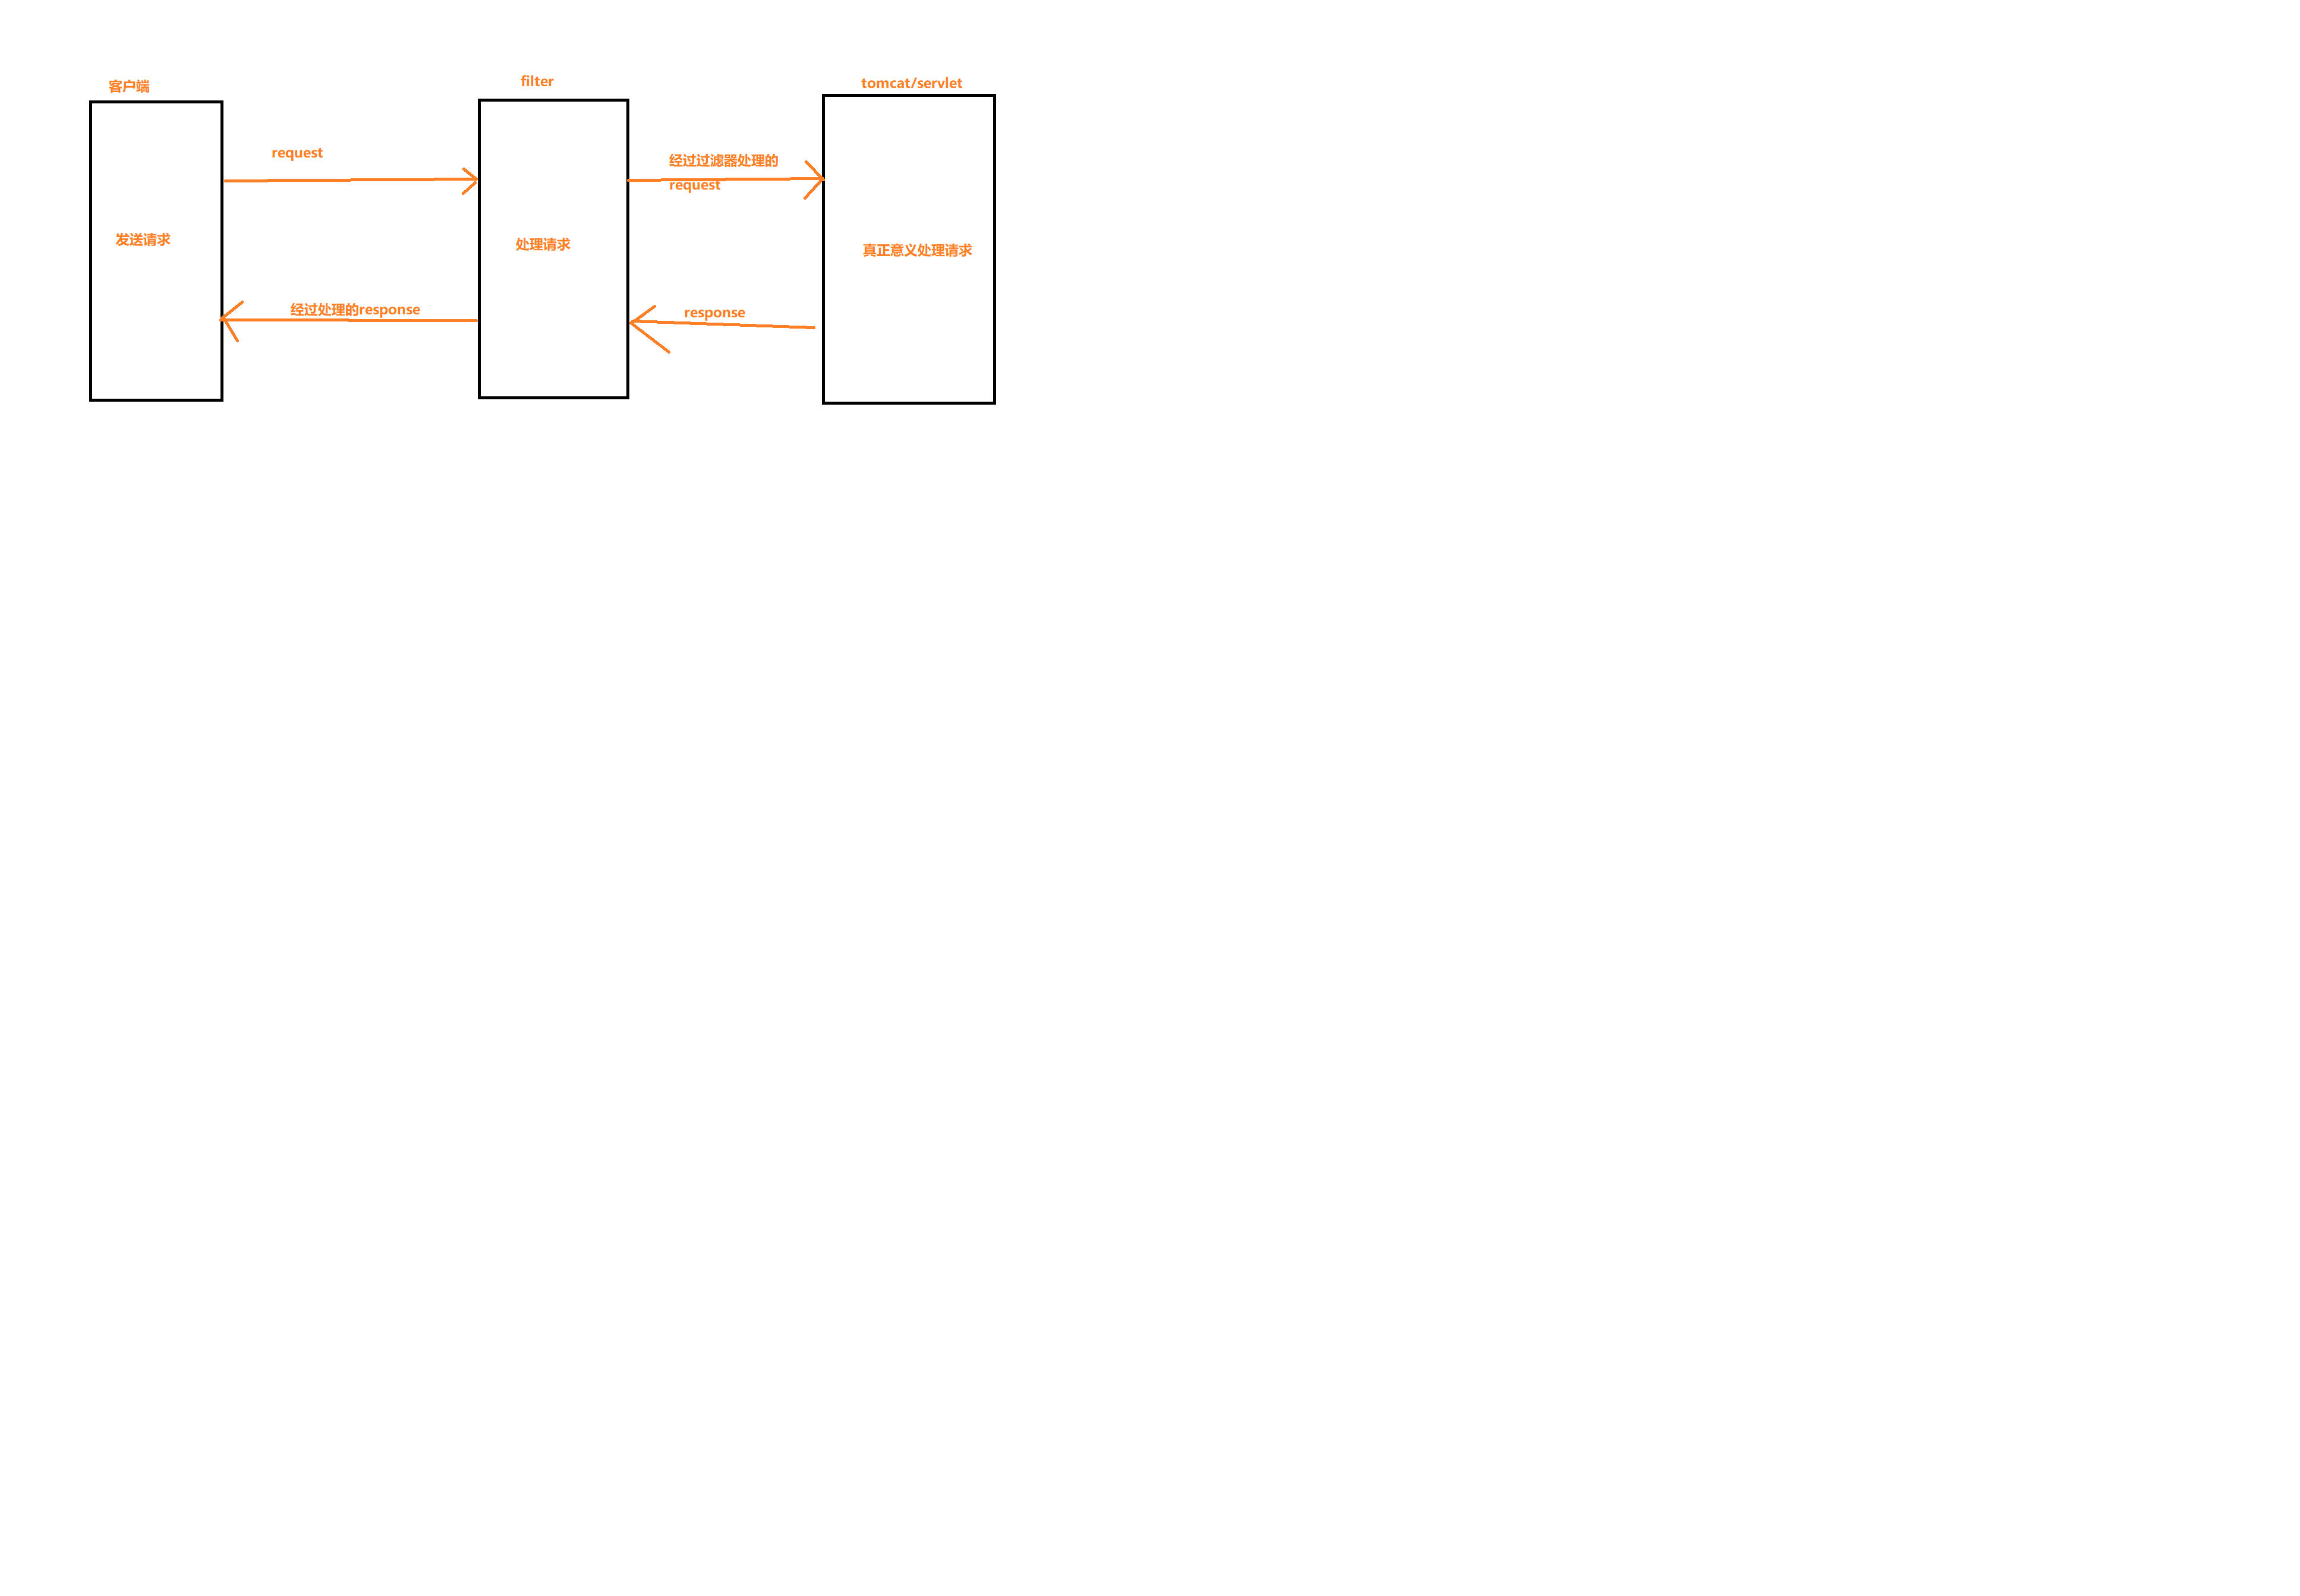 客户端
filter
tomcat/servlet
request
经过过滤器处理的
request
发送请求
处理请求
真正意义处理请求
经过处理的response
response